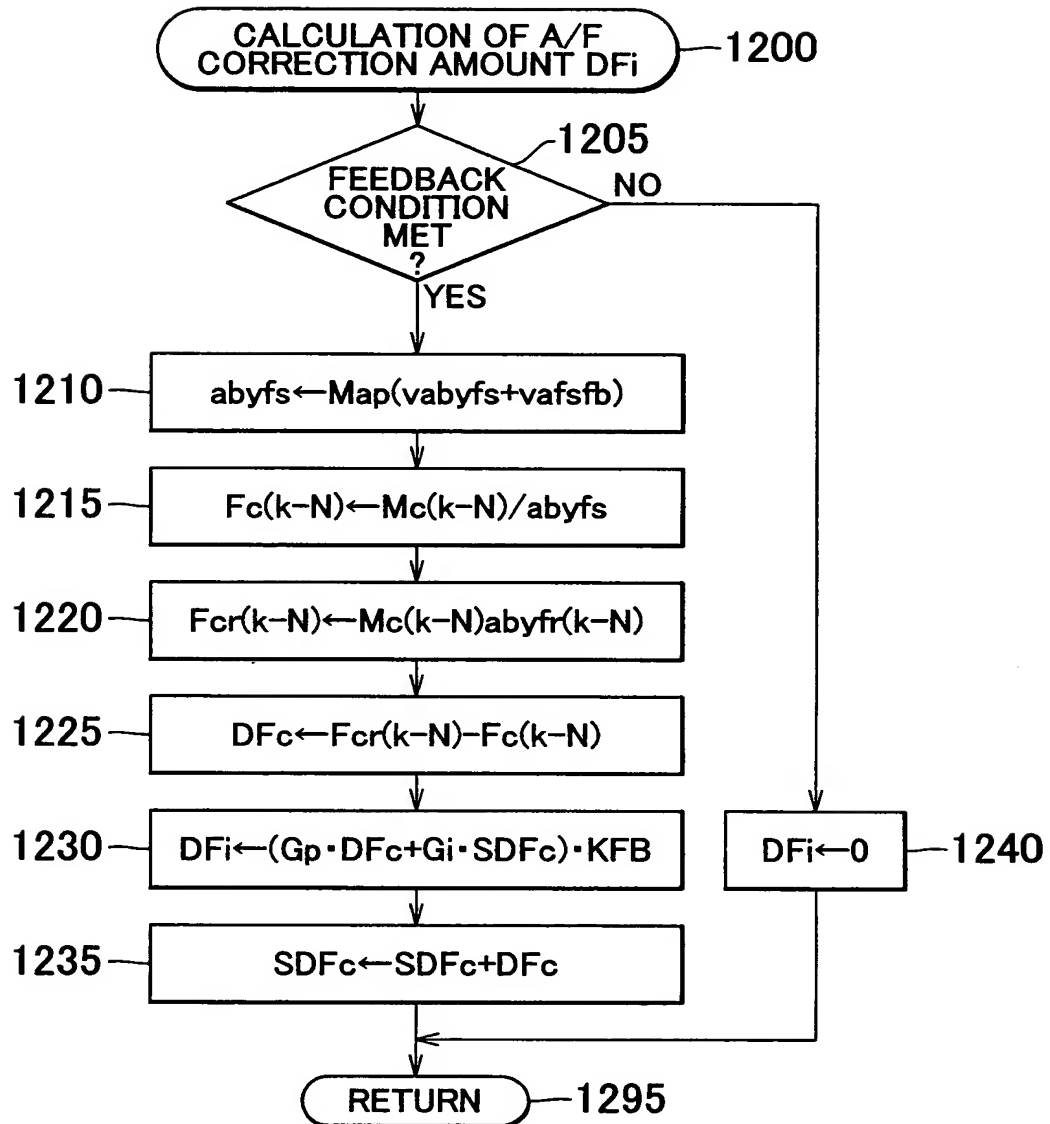 CALCULATION OF A/F
CORRECTION AMOUNT DFi
1200
1205
FEEDBACK
CONDITION
MET
?
NO
YES
1210
abyfs←Map(vabyfs+vafsfb)
1215
Fc(k-N)←Mc(k-N)/abyfs
1220
Fcr(k-N)←Mc(k-N)abyfr(k-N)
1225
DFc←Fcr(k-N)-Fc(k-N)
1230
DFi←(Gp・DFc+Gi・SDFc)・KFB
DFi←0
1240
1235
SDFc←SDFc+DFc
RETURN
1295